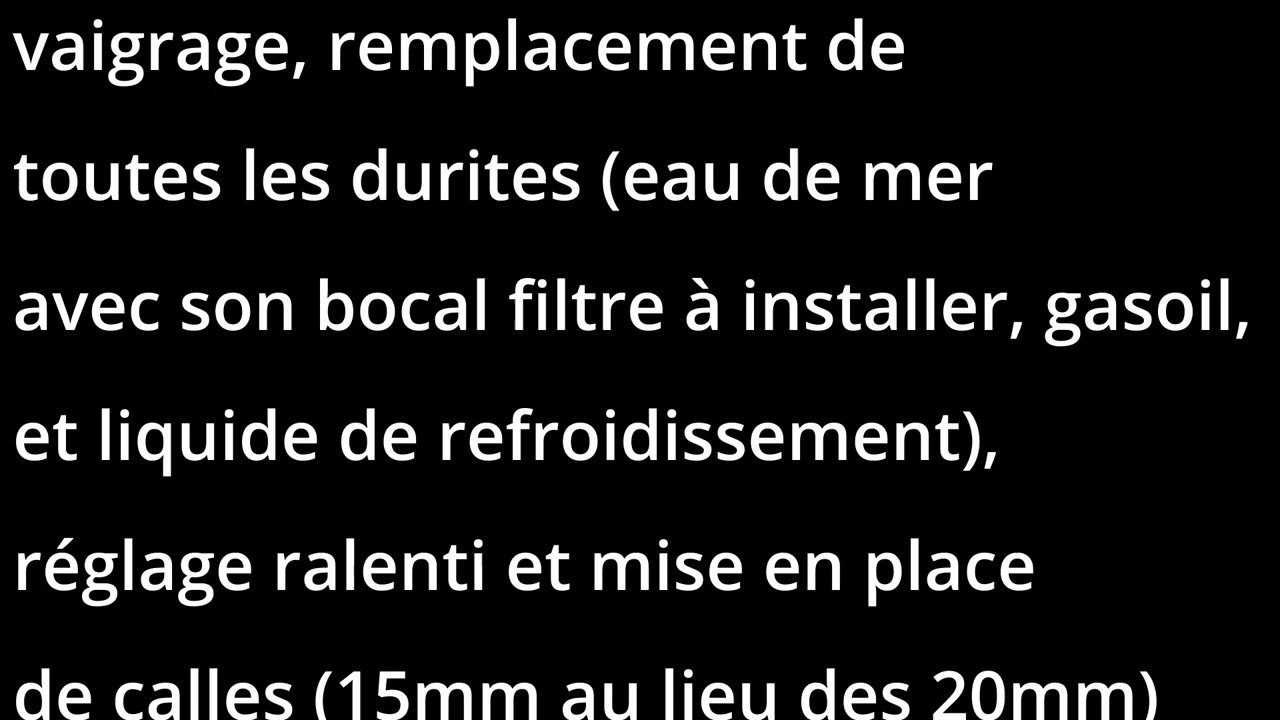 vaigrage, remplacement de
toutes les durites (eau de mer
avec son bocal filtre à installer, gasoil,
et liquide de refroidissement),
réglage ralenti et mise en place
de calles (15mm au lieu des 20mm)